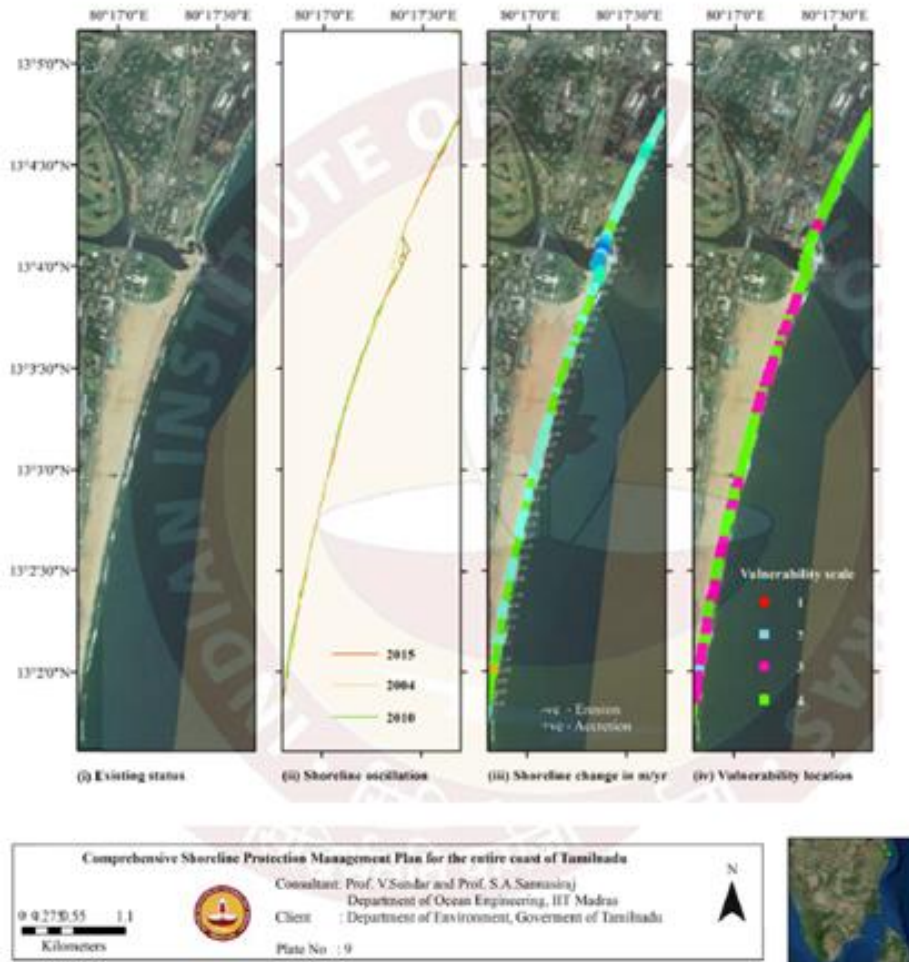 80°17'0"E 80°17'30"E 80°17'0"E 80°17'30"E 80°17'0"E 80°17'30"E 80°17'0"E 80°17'30"E
13°5'0"N
13°4'30"N
13°4'0"N
13°3'30"N
13°3'0"N
13°2'30"N
13°2'0"N
INDIAN INSTITUTE OF
2015
2004
2010
-ve - Erosion
+ve - Accretion
Vulnerability scale
1
2
3
4
(i) Existing status (ii) Shoreline oscillation (iii) Shoreline change in m/yr (iv) Vulnerability location
Comprehensive Shoreline Protection Management Plan for the entire coast of Tamilnadu
Consultant: Prof. V.Sundar and Prof. S.A.Sannasiraj
Department of Ocean Engineering, IIT Madras
Client : Department of Environment, Goverment of Tamilnadu
Plate No : 9
0 0.275 0.55 1.1
Kilometers
N